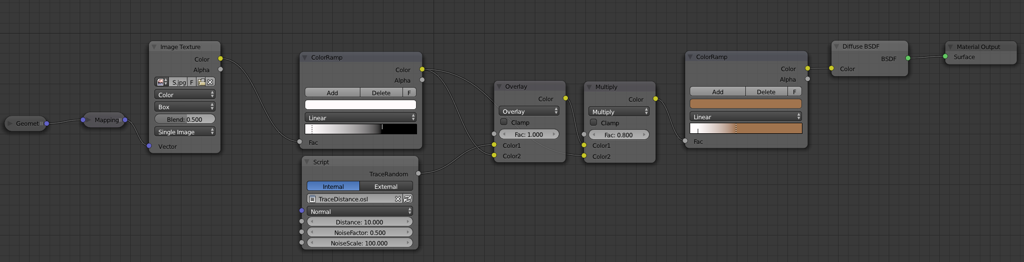 Geomet
Mapping
Image Texture
Color
Alpha
S.jpg F
Color
Box
Blend: 0.500
Single Image
Vector
ColorRamp
Color
Alpha
Add Delete F
Linear
Fac
Script
TraceRandom
Internal External
TraceDistance.osl
Normal
Distance: 10.000
NoiseFactor: 0.500
NoiseScale: 100.000
Overlay
Color
Overlay
Clamp
Fac: 1.000
Color1
Color2
Multiply
Color
Multiply
Clamp
Fac: 0.800
Color1
Color2
ColorRamp
Color
Alpha
Add Delete F
Linear
Fac
Diffuse BSDF
BSDF
Color
Material Output
Surface